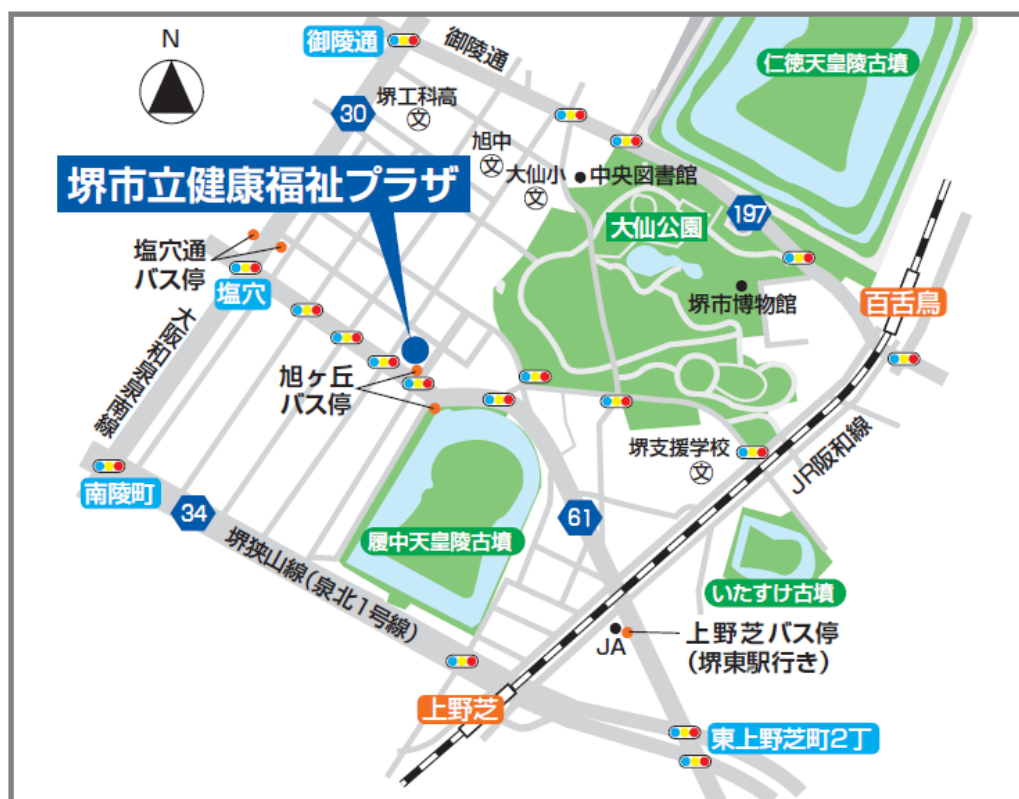 N
御陵通
御陵通
仁徳天皇陵古墳
30
堺工科高
文
旭中
文
大仙小
文
中央図書館
堺市立健康福祉プラザ
大仙公園
197
塩穴通
バス停
塩穴
堺市博物館
百舌鳥
大阪和泉泉南線
旭ヶ丘
バス停
堺支援学校
文
JR阪和線
南陵町
34
61
履中天皇陵古墳
堺狭山線(泉北1号線)
いたすけ古墳
JA
上野芝バス停
(堺東駅行き)
上野芝
東上野芝町2丁